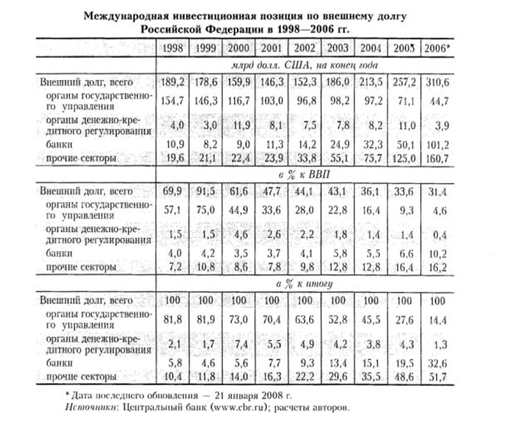 Международная инвестиционная позиция по внешнему долгу
Российской Федерации в 1998—2006 гг.
1998 1999 2000 2001 2002 2003 2004 2005 2006*
млрд долл. США, на конец года
Внешний долг, всего 189,2 178,6 159,9 146,3 152,3 186,0 213,5 257,2 310,6
органы государственно-
го управления 154,7 146,3 116,7 103,0 96,8 98,2 97,2 71,1 44,7
органы денежно-кре-
дитного регулирования 4,0 3,0 11,9 8,1 7,5 7,8 8,2 11,0 3,9
банки 10,9 8,2 9,0 11,3 14,2 24,9 32,3 50,1 101,2
прочие секторы 19,6 21,1 22,4 23,9 33,8 55,1 75,7 125,0 160,7
в % к ВВП
Внешний долг, всего 69,9 91,5 61,6 47,7 44,1 43,1 36,1 33,6 31,4
органы государственно-
го управления 57,1 75,0 44,9 33,6 28,0 22,8 16,4 9,3 4,6
органы денежно-кре-
дитного регулирования 1,5 1,5 4,6 2,6 2,2 1,8 1,4 1,4 0,4
банки 4,0 4,2 3,5 3,7 4,1 5,8 5,5 6,6 10,2
прочие секторы 7,2 10,8 8,6 7,8 9,8 12,8 12,8 16,4 16,2
в % к итогу
Внешний долг, всего 100 100 100 100 100 100 100 100 100
органы государственно-
го управления 81,8 81,9 73,0 70,4 63,6 52,8 45,5 27,6 14,4
органы денежно-кре-
дитного регулирования 2,1 1,7 7,4 5,5 4,9 4,2 3,8 4,3 1,3
банки 5,8 4,6 5,6 7,7 9,3 13,4 15,1 19,5 32,6
прочие секторы 10,4 11,8 14,0 16,3 22,2 29,6 35,5 48,6 51,7
* Дата последнего обновления — 21 января 2008 г.
Источники: Центральный банк (www.cbr.ru); расчеты авторов.